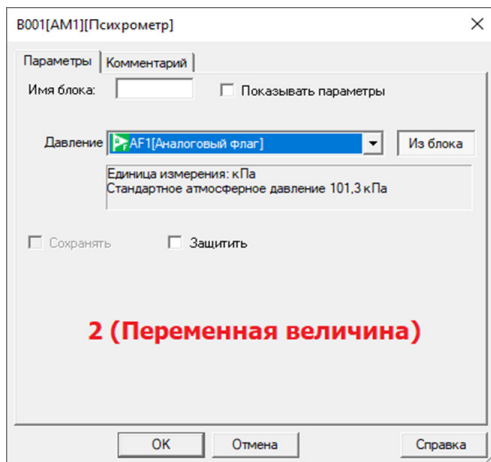 B001[AM1][Психрометр]
Параметры Комментарий
Имя блока: Показывать параметры
Давление AF1[Аналоговый флаг] Из блока
Единица измерения: кПа
Стандартное атмосферное давление 101,3 кПа
Сохранять Защитить
2 (Переменная величина)
OK Отмена Справка